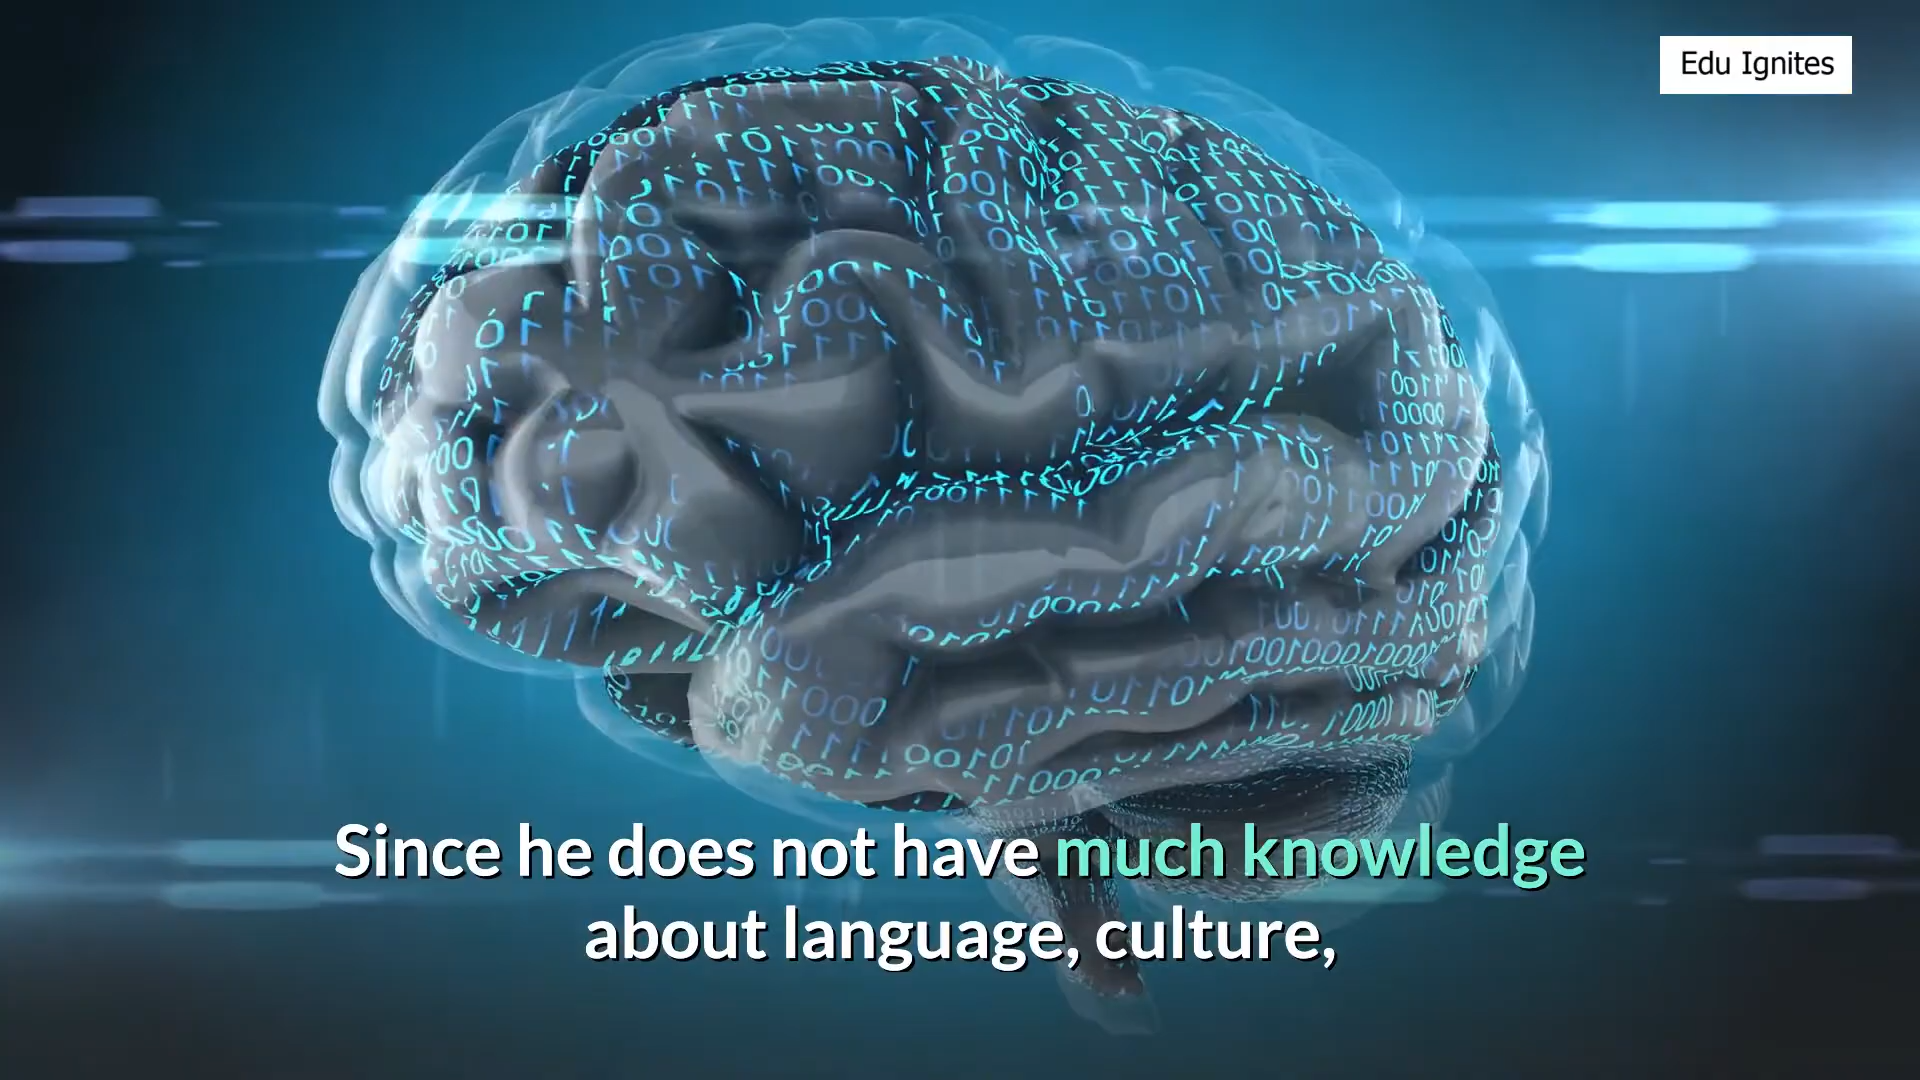 Edu Ignites
Since he does not have much knowledge
about language, culture,